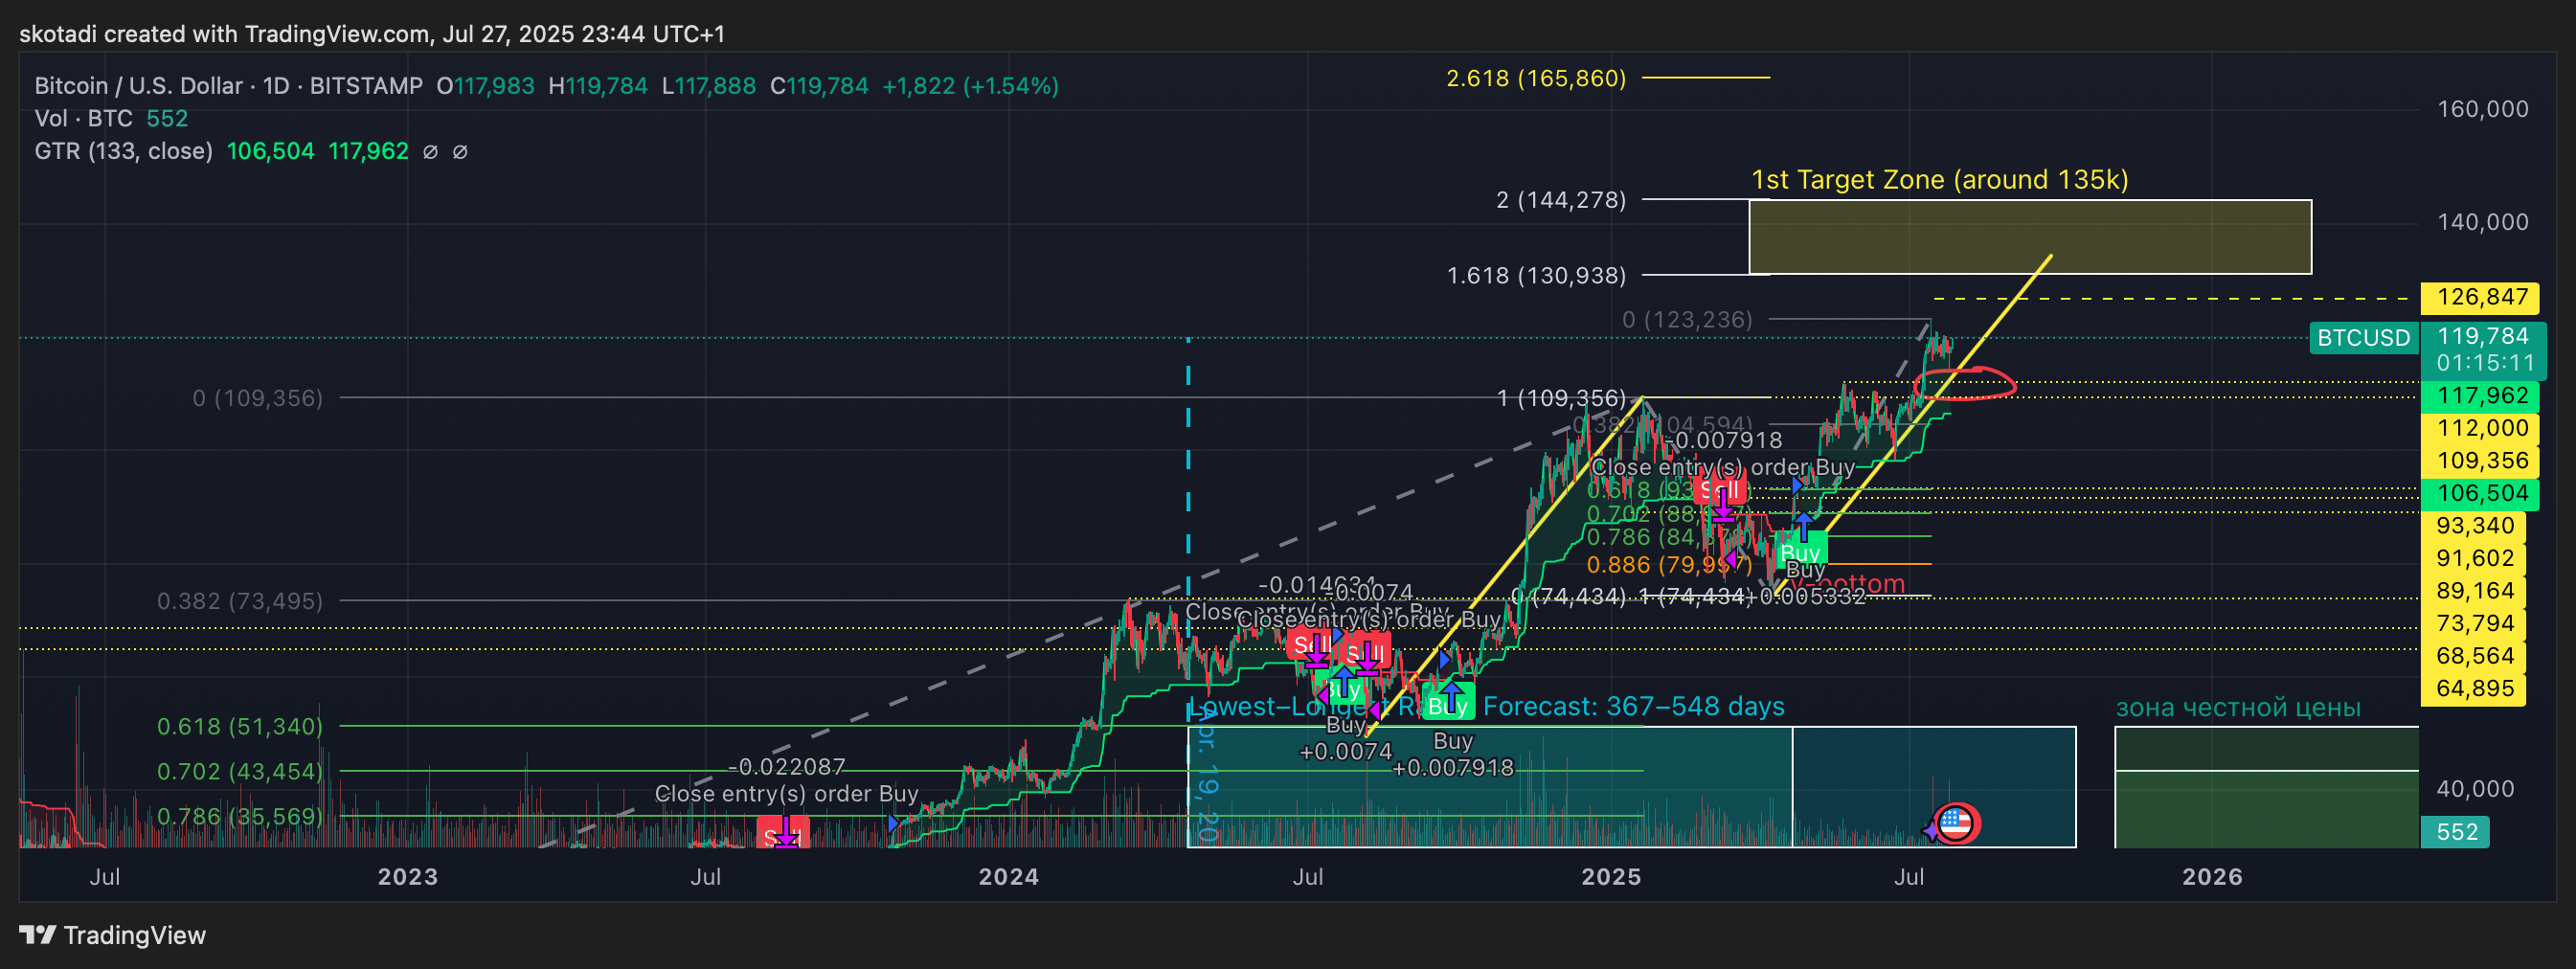 skotadi created with TradingView.com, Jul 27, 2025 23:44 UTC+1
Bitcoin / U.S. Dollar · 1D · BITSTAMP O117,983 H119,784 L117,888 C119,784 +1,822 (+1.54%)
Vol · BTC 552
GTR (133, close) 106,504 117,962 ∅ ∅
2.618 (165,860)
160,000
1st Target Zone (around 135k)
2 (144,278)
140,000
1.618 (130,938)
126,847
0 (123,236)
BTCUSD 119,784
01:15:11
117,962
0 (109,356)
1 (109,356)
0.382 (104,594)
112,000
-0.007918
109,356
Close entry(s) order Buy
Sell
106,504
0.618 (93
0.702 (88,
0.786 (84,
93,340
Buy
91,602
0.886 (79,997)
Buy
V-bottom
89,164
0 (74,434)
1 (74,434)
+0.005332
-0.014634
-0.0074
0.382 (73,495)
Close entry(s) order Buy
Close entry(s) order Buy
73,794
Sell
Sell
68,564
Buy
64,895
Buy
Lowest–Longest
Forecast: 367–548 days
зона честной цены
0.618 (51,340)
Buy
+0.0074
Buy
+0.007918
Apr. 19, 20
0.702 (43,454)
-0.022087
Close entry(s) order Buy
40,000
0.786 (35,569)
Sell
552
Jul
2023
Jul
2024
Jul
2025
Jul
2026
TradingView